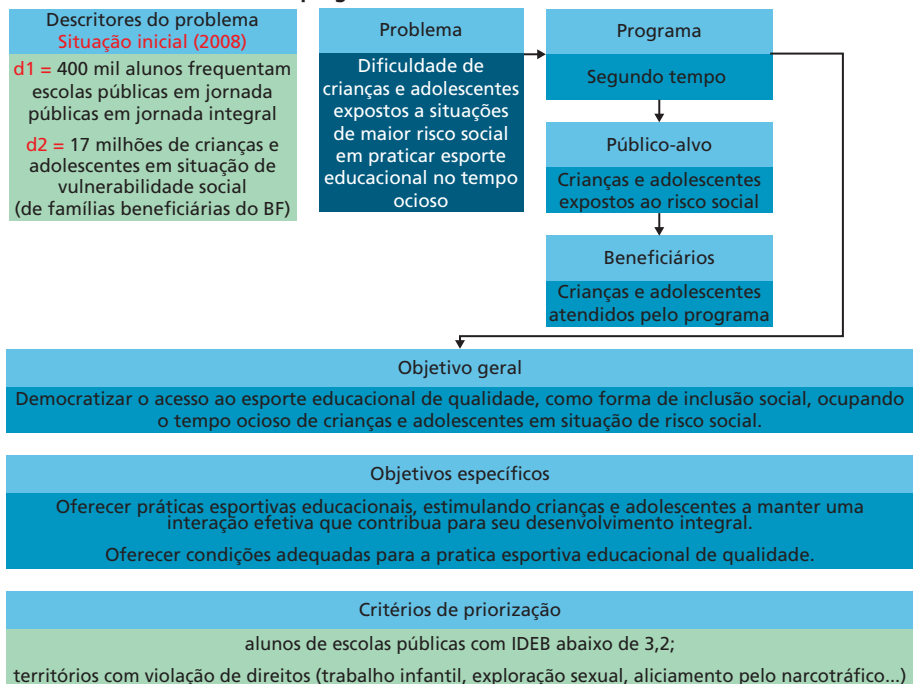 Descritores do problema
Situação inicial (2008)
d1 = 400 mil alunos frequentam
escolas públicas em jornada
públicas em jornada integral
d2 = 17 milhões de crianças e
adolescentes em situação de
vulnerabilidade social
(de famílias beneficiárias do BF)
Problema
Dificuldade de
crianças e adolescentes
expostos a situações
de maior risco social
em praticar esporte
educacional no tempo
ocioso
Programa
Segundo tempo
Público-alvo
Crianças e adolescentes
expostos ao risco social
Beneficiários
Crianças e adolescentes
atendidos pelo programa
Objetivo geral
Democratizar o acesso ao esporte educacional de qualidade, como forma de inclusão social, ocupando
o tempo ocioso de crianças e adolescentes em situação de risco social.
Objetivos específicos
Oferecer práticas esportivas educacionais, estimulando crianças e adolescentes a manter uma
interação efetiva que contribua para seu desenvolvimento integral.
Oferecer condições adequadas para a pratica esportiva educacional de qualidade.
Critérios de priorização
alunos de escolas públicas com IDEB abaixo de 3,2;
territórios com violação de direitos (trabalho infantil, exploração sexual, aliciamento pelo narcotráfico...)